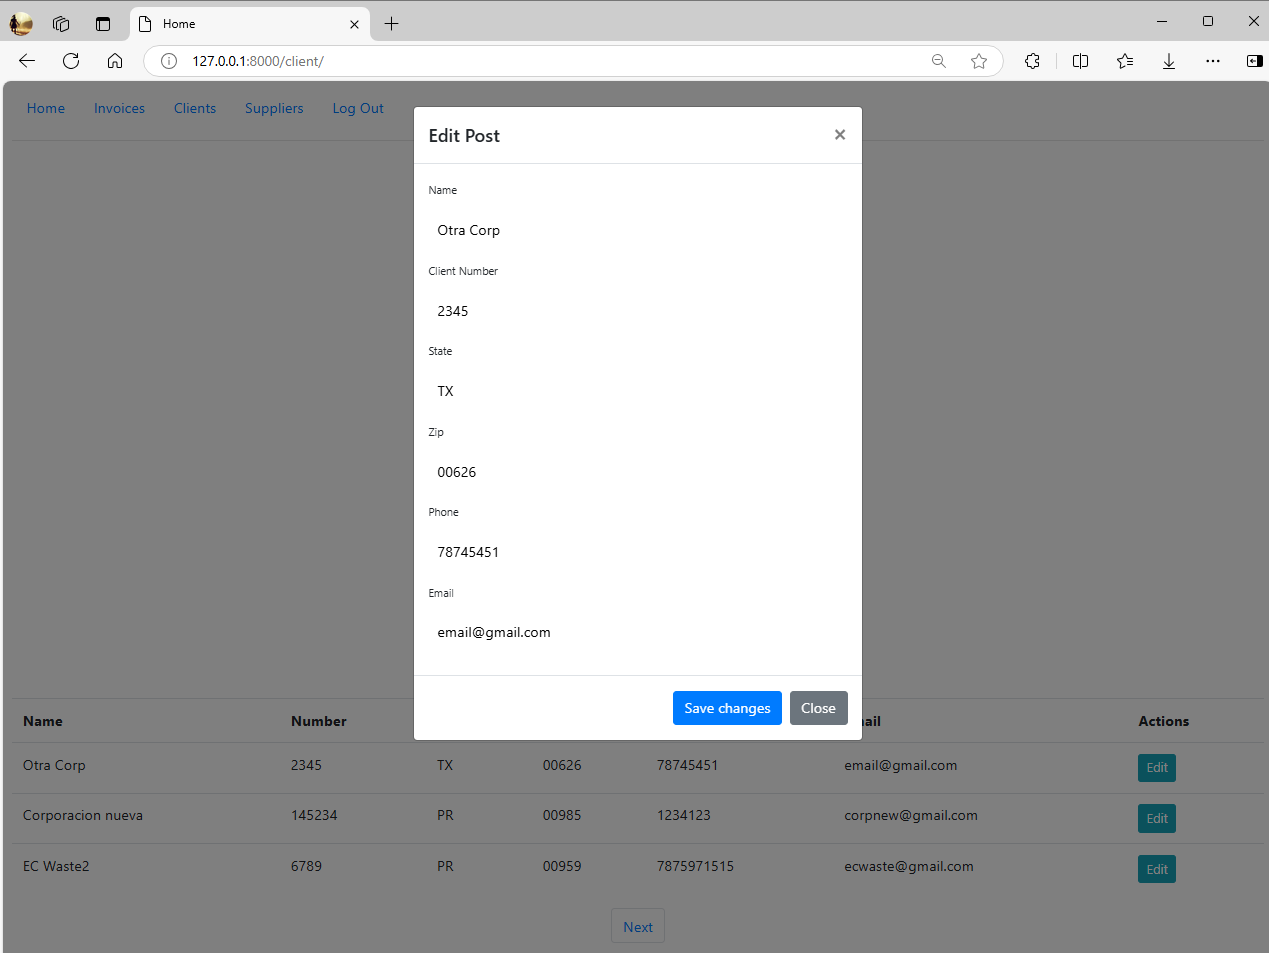 Home
127.0.0.1:8000/client/
Home Invoices Clients Suppliers Log Out
Edit Post ×
Name
Otra Corp
Client Number
2345
State
TX
Zip
00626
Phone
78745451
Email
email@gmail.com
Save changes Close
Name Number ail Actions
Otra Corp 2345 TX 00626 78745451 email@gmail.com Edit
Corporacion nueva 145234 PR 00985 1234123 corpnew@gmail.com Edit
EC Waste2 6789 PR 00959 7875971515 ecwaste@gmail.com Edit
Next